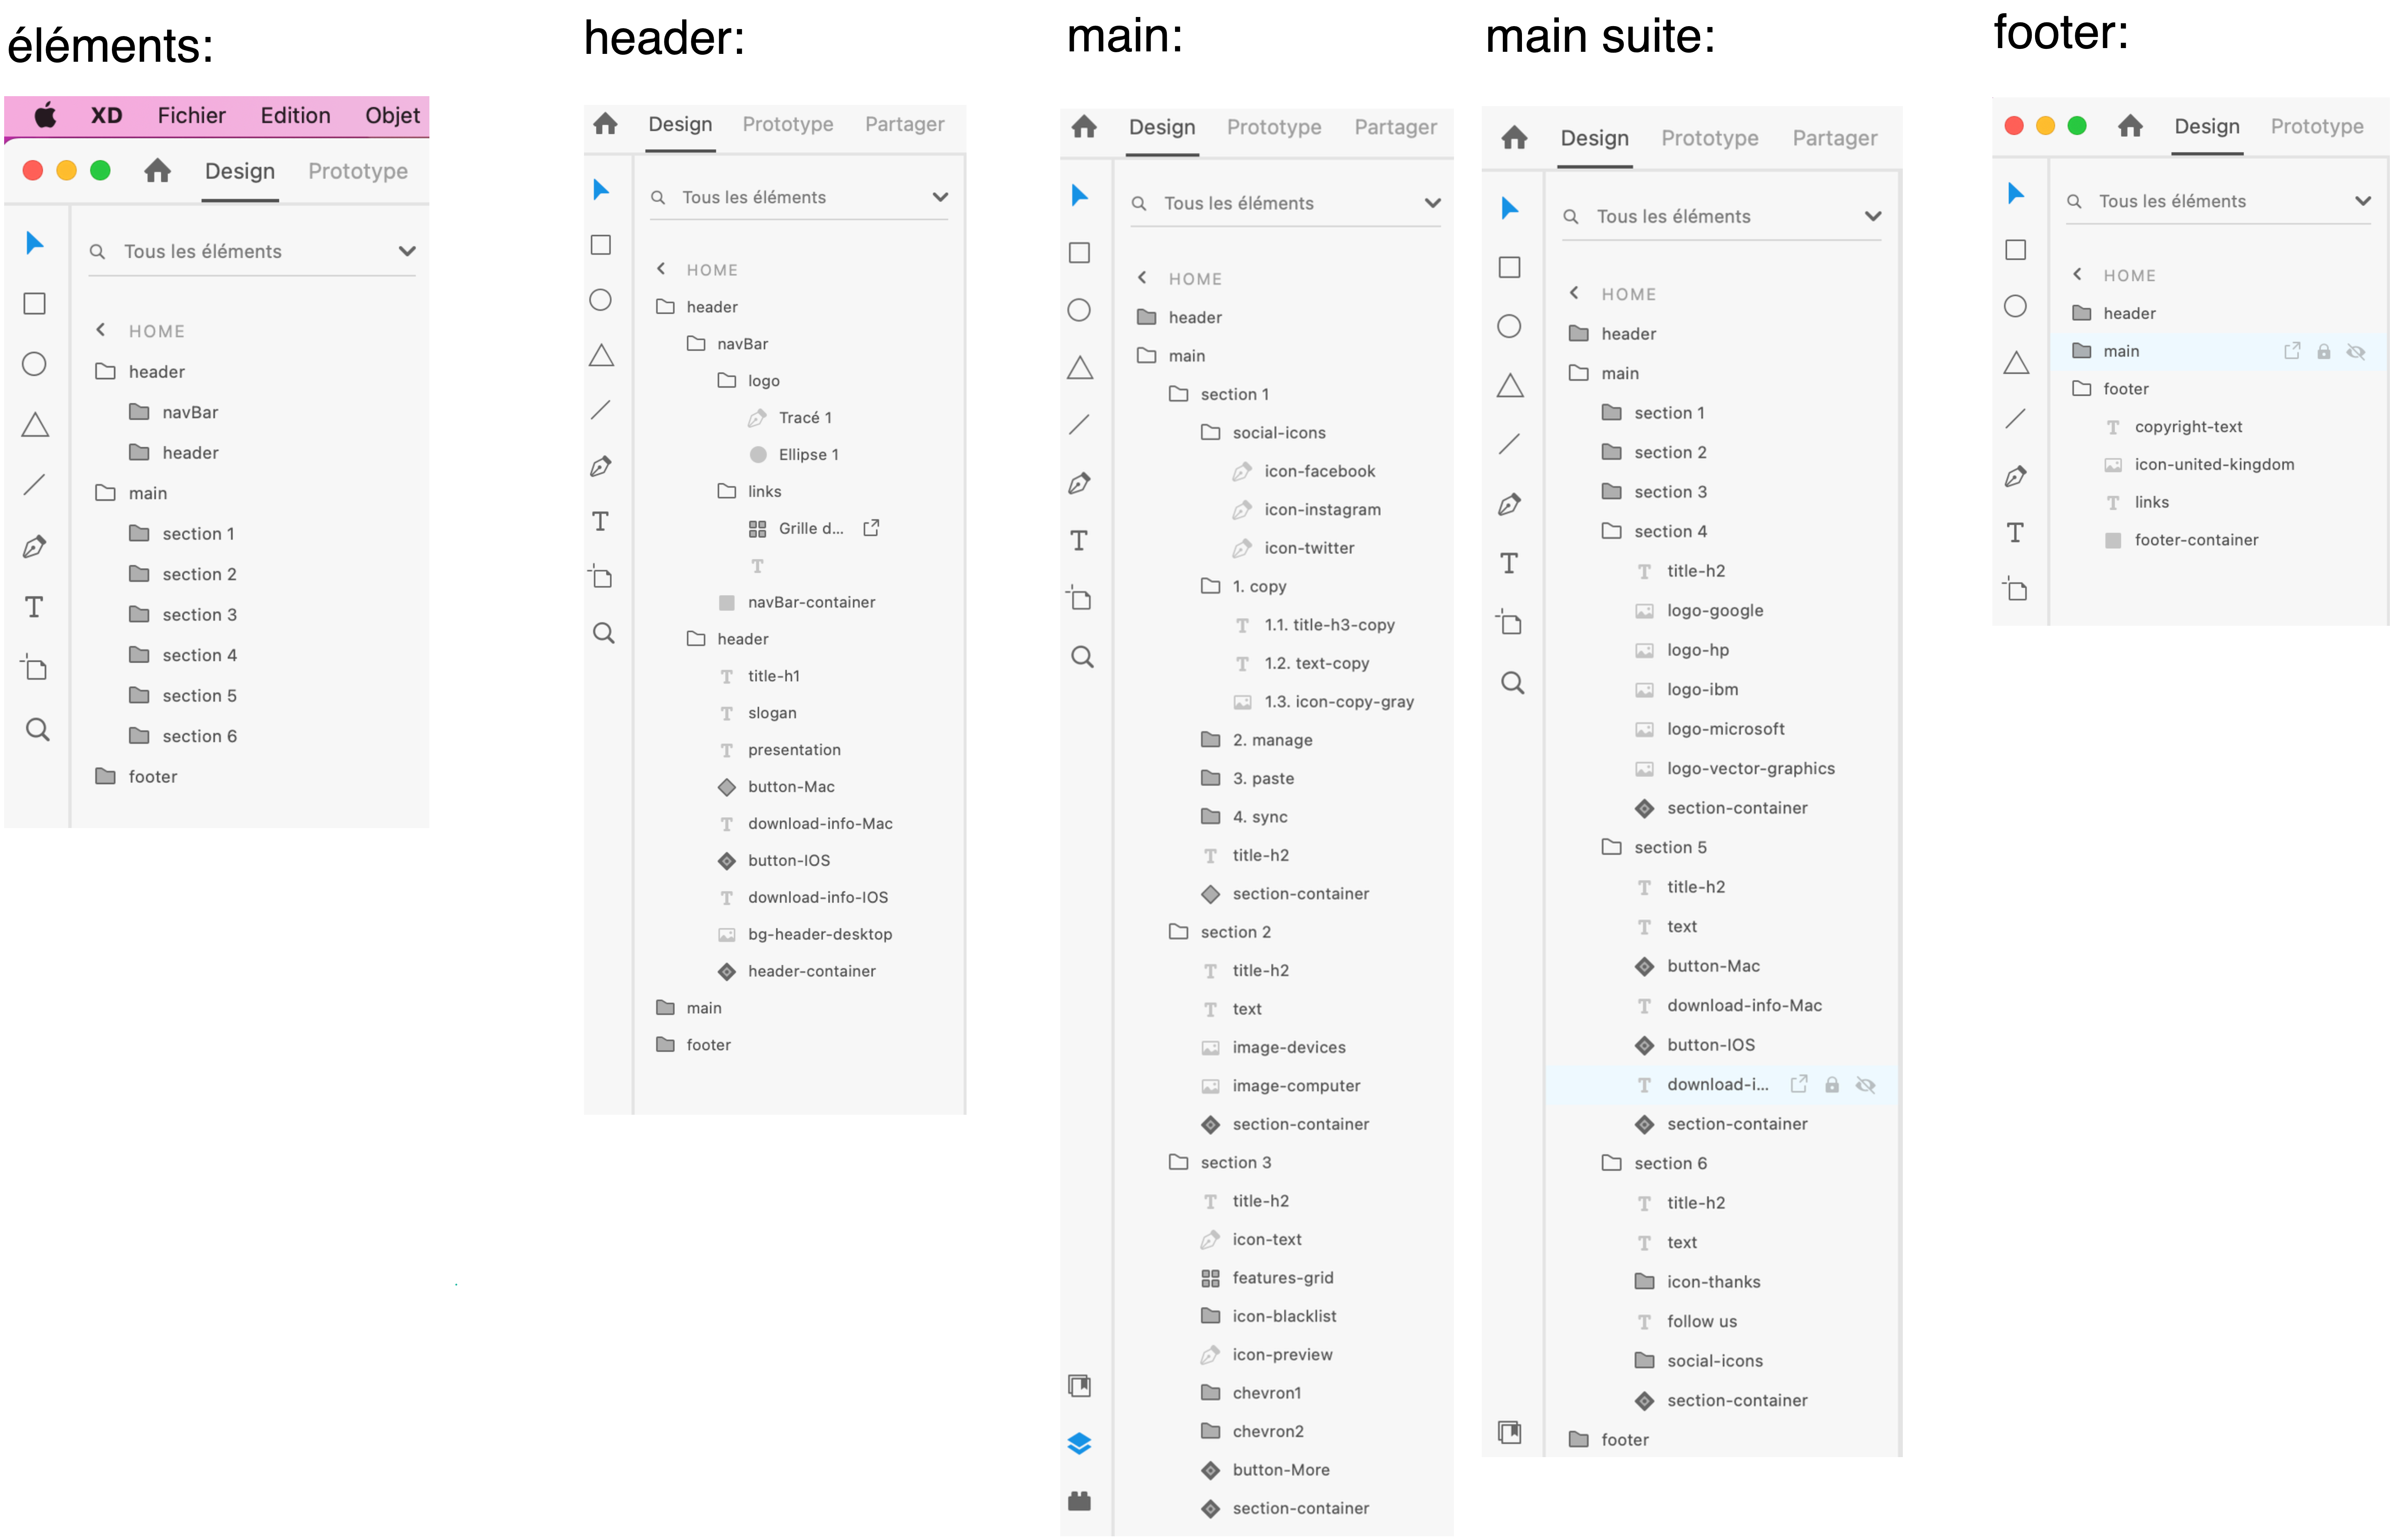 éléments:
XD Fichier Edition Objet
Design Prototype
Tous les éléments
HOME
header
navBar
header
main
section 1
section 2
section 3
section 4
section 5
section 6
footer
header:
Design Prototype Partager
Tous les éléments
HOME
header
navBar
logo
Tracé 1
Ellipse 1
links
Grille d...
navBar-container
header
title-h1
slogan
presentation
button-Mac
download-info-Mac
button-IOS
download-info-IOS
bg-header-desktop
header-container
main
footer
main:
Design Prototype Partager
Tous les éléments
HOME
header
main
section 1
social-icons
icon-facebook
icon-instagram
icon-twitter
1. copy
1.1. title-h3-copy
1.2. text-copy
1.3. icon-copy-gray
2. manage
3. paste
4. sync
title-h2
section-container
section 2
title-h2
text
image-devices
image-computer
section-container
section 3
title-h2
icon-text
features-grid
icon-blacklist
icon-preview
chevron1
chevron2
button-More
section-container
main suite:
Design Prototype Partager
Tous les éléments
HOME
header
main
section 1
section 2
section 3
section 4
title-h2
logo-google
logo-hp
logo-ibm
logo-microsoft
logo-vector-graphics
section-container
section 5
title-h2
text
button-Mac
download-info-Mac
button-IOS
download-i...
section-container
section 6
title-h2
text
icon-thanks
follow us
social-icons
section-container
footer
footer:
Design Prototype
Tous les éléments
HOME
header
main
footer
copyright-text
icon-united-kingdom
links
footer-container